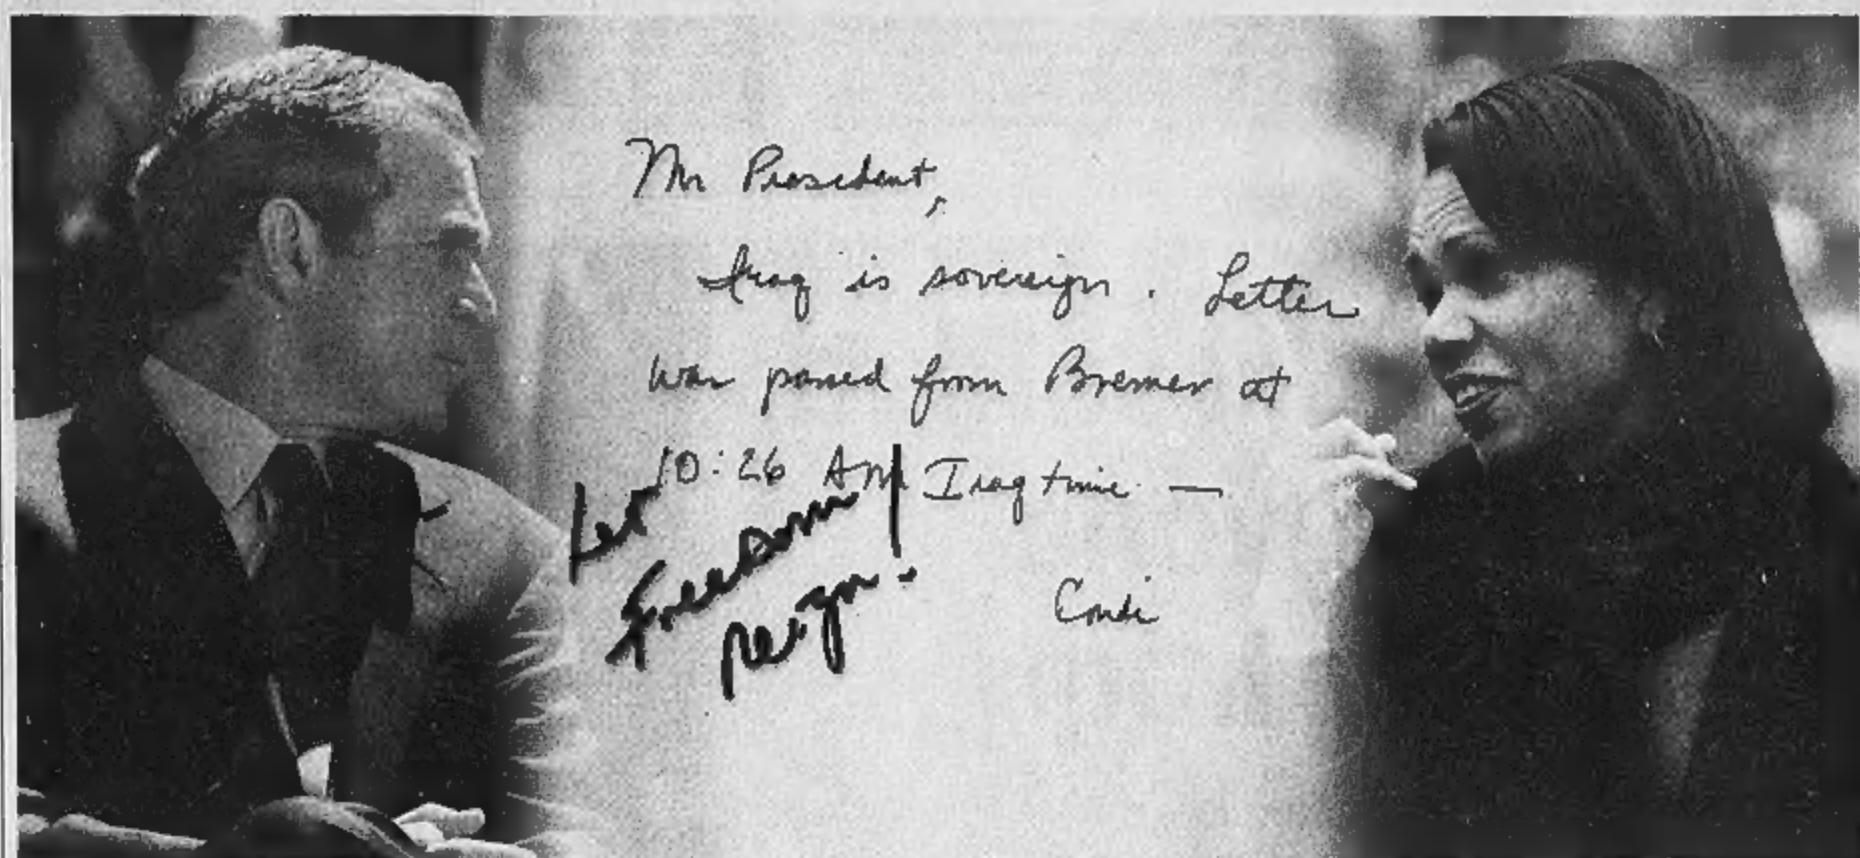 Mr President,
Iraq is sovereign. Letter
was passed from Bremer at
10:26 AM Iraq time —
Condi
Let
Freedom
Reign!